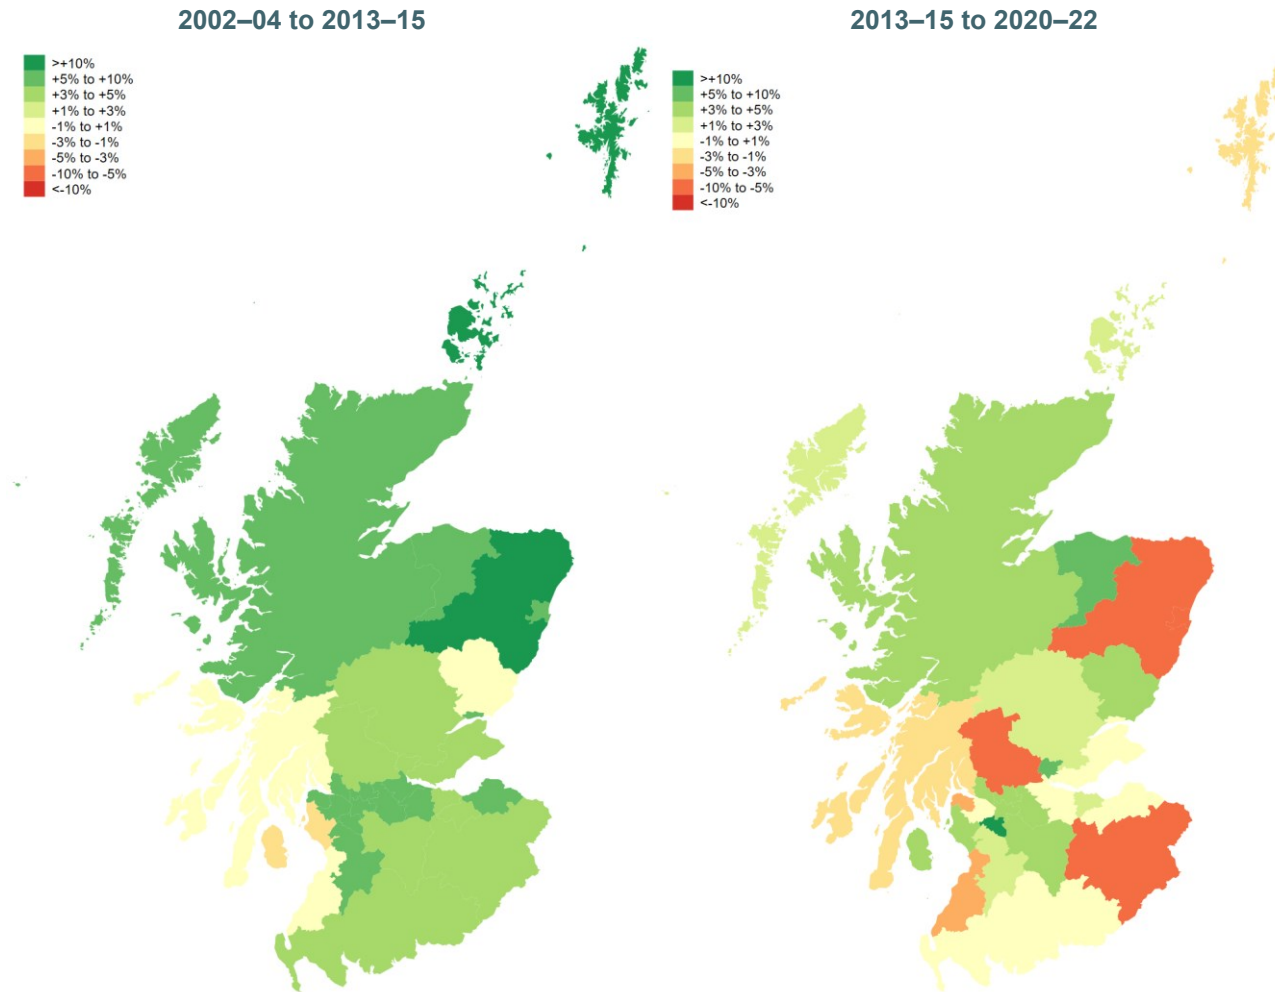 2002–04 to 2013–15
>+10%
+5% to +10%
+3% to +5%
+1% to +3%
-1% to +1%
-3% to -1%
-5% to -3%
-10% to -5%
<-10%
2013–15 to 2020–22
>+10%
+5% to +10%
+3% to +5%
+1% to +3%
-1% to +1%
-3% to -1%
-5% to -3%
-10% to -5%
<-10%